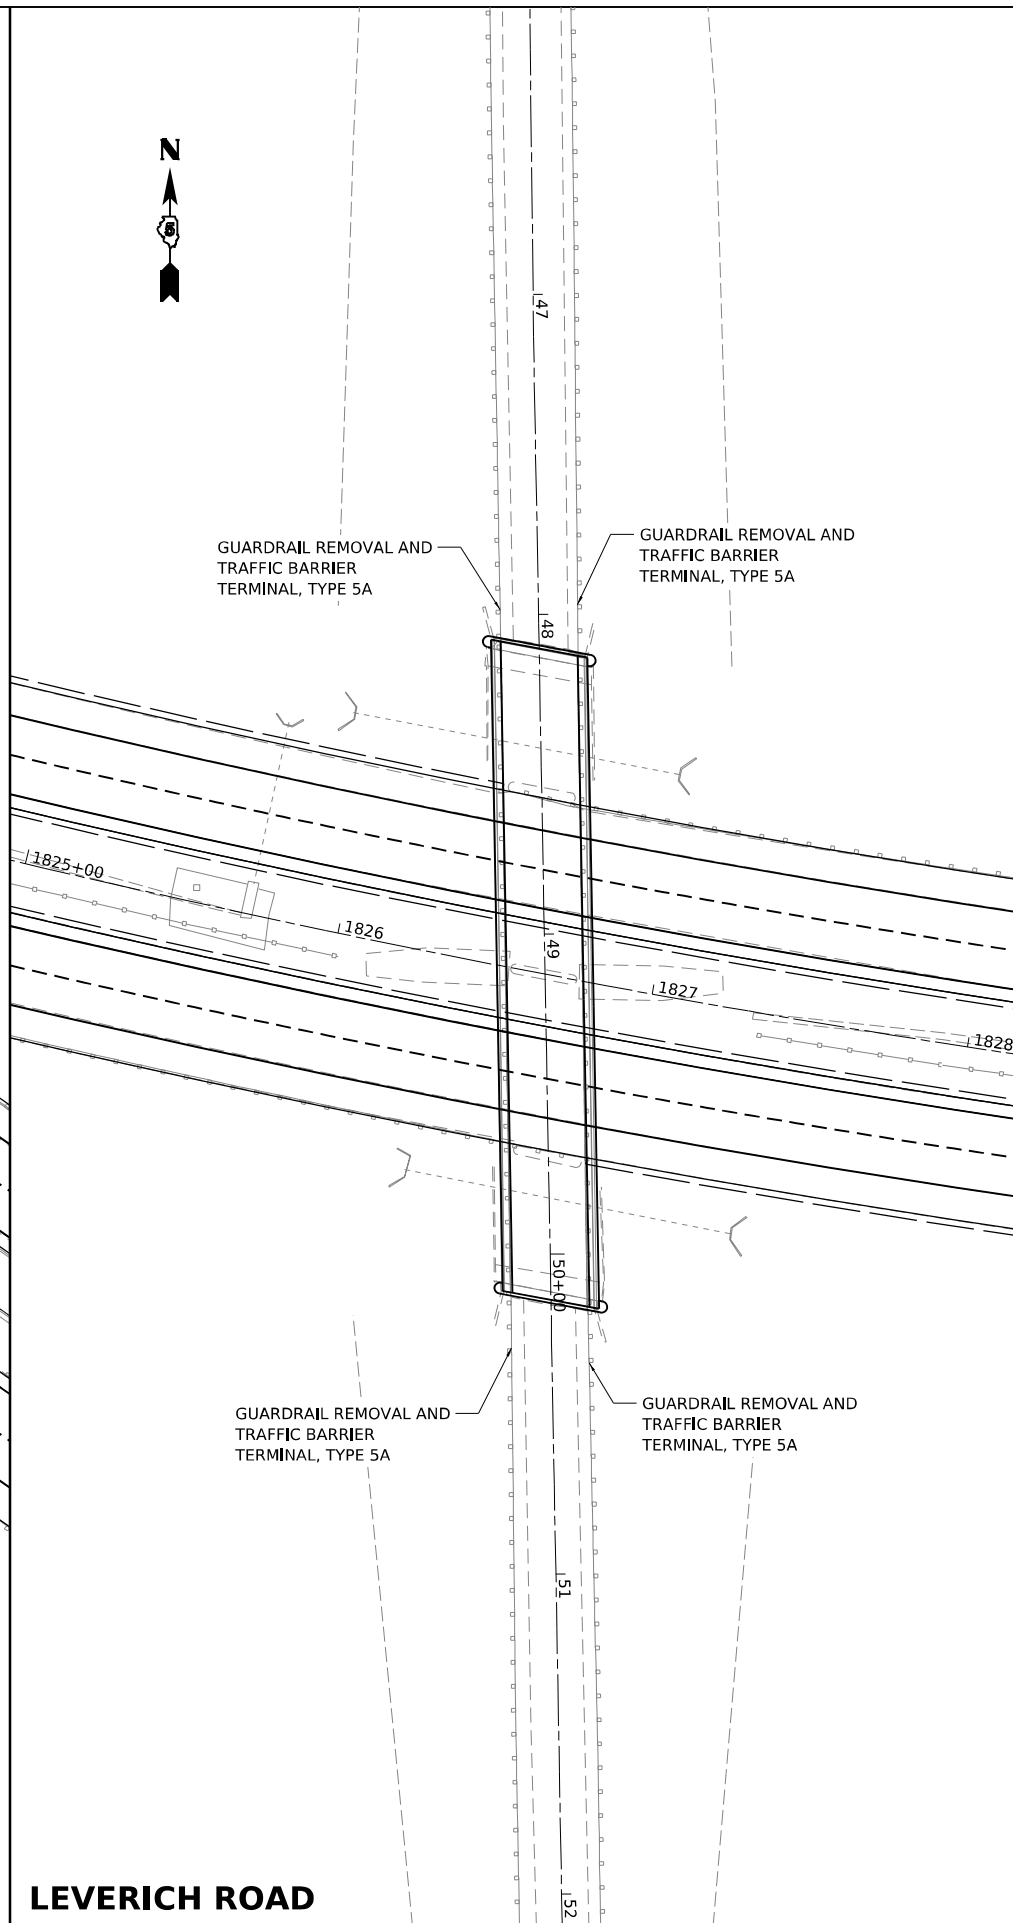 N
5
47
GUARDRAIL REMOVAL AND
TRAFFIC BARRIER
TERMINAL, TYPE 5A
GUARDRAIL REMOVAL AND
TRAFFIC BARRIER
TERMINAL, TYPE 5A
48
1825+00
1826
49
1827
1828
50+00
GUARDRAIL REMOVAL AND
TRAFFIC BARRIER
TERMINAL, TYPE 5A
GUARDRAIL REMOVAL AND
TRAFFIC BARRIER
TERMINAL, TYPE 5A
51
LEVERICH ROAD
52